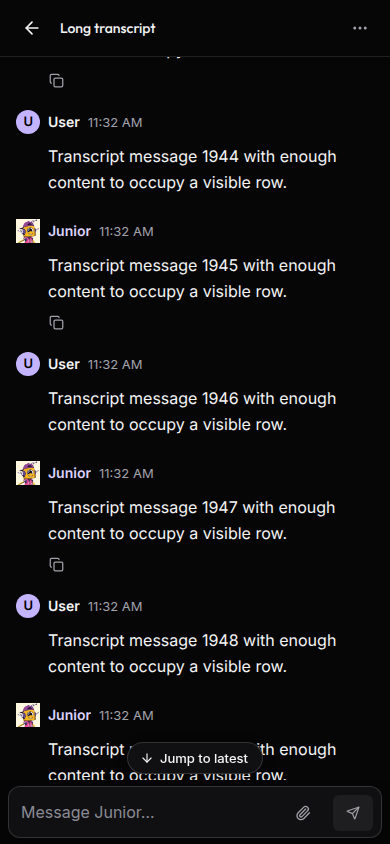 Long transcript
U User 11:32 AM
Transcript message 1944 with enough
content to occupy a visible row.
Junior 11:32 AM
Transcript message 1945 with enough
content to occupy a visible row.
U User 11:32 AM
Transcript message 1946 with enough
content to occupy a visible row.
Junior 11:32 AM
Transcript message 1947 with enough
content to occupy a visible row.
U User 11:32 AM
Transcript message 1948 with enough
content to occupy a visible row.
Junior 11:32 AM
Transcript with enough
Jump to latest
content to occupy a visible row.
Message Junior...